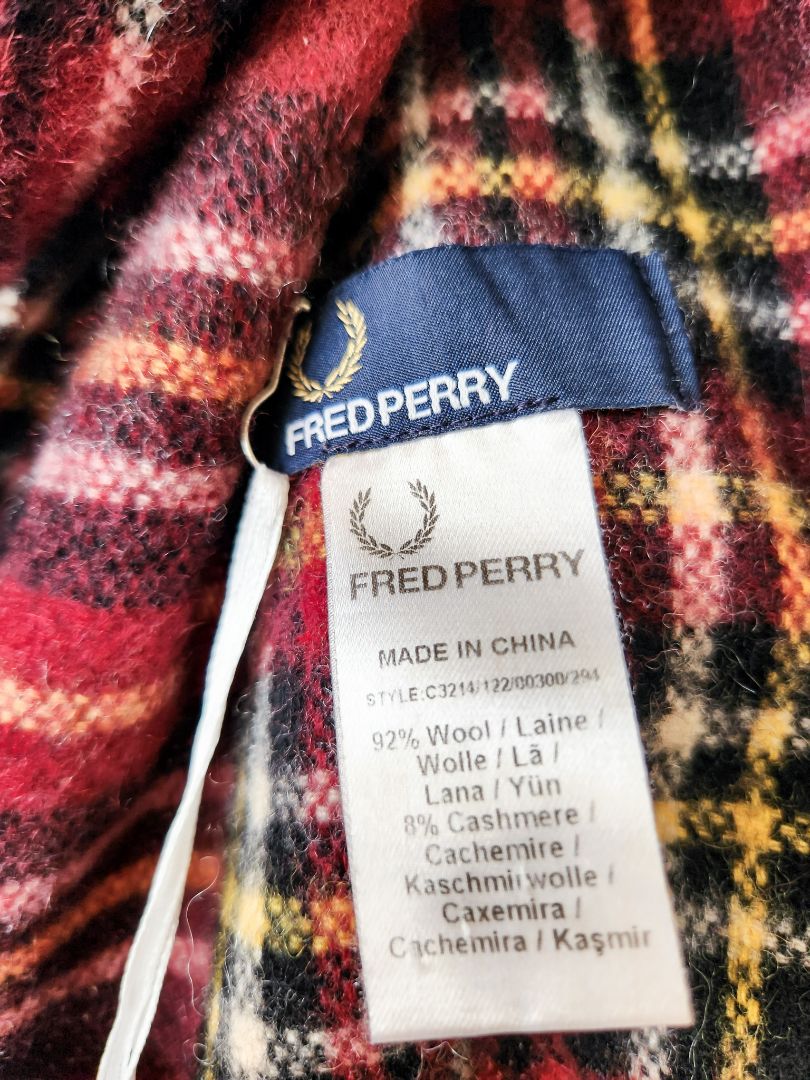 FRED PERRY
FRED PERRY
MADE IN CHINA
STYLE:C3214/122/00300/294
92% Wool / Laine /
Wolle / Lã /
Lana / Yün
8% Cashmere /
Cachemire /
Kaschmirwolle /
Caxemira /
Cachemira / Kaşmir